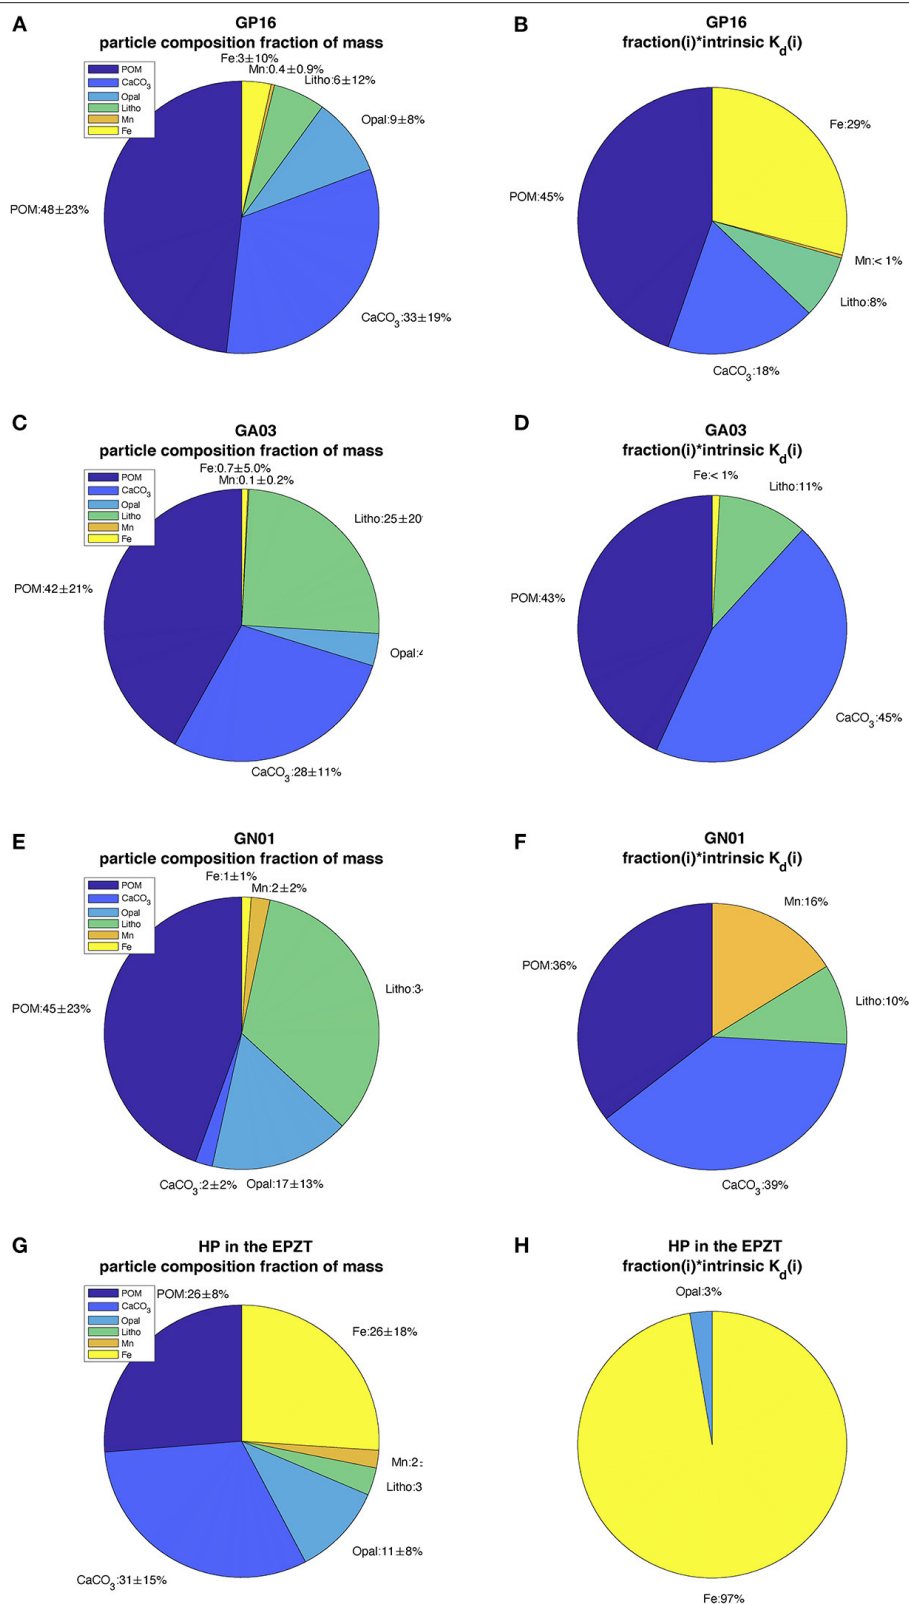 A
GP16
particle composition fraction of mass
POM
CaCO3
Opal
Litho
Mn
Fe
Fe:3±10%
Mn:0.4±0.9%
Litho:6±12%
Opal:9±8%
POM:48±23%
CaCO3:33±19%
B
GP16
fraction(i)*intrinsic Kd(i)
Fe:29%
POM:45%
Mn:< 1%
Litho:8%
CaCO3:18%
C
GA03
particle composition fraction of mass
POM
CaCO3
Opal
Litho
Mn
Fe
Fe:0.7±5.0%
Mn:0.1±0.2%
Litho:25±20
POM:42±21%
Opal:4
CaCO3:28±11%
D
GA03
fraction(i)*intrinsic Kd(i)
Fe:< 1%
Litho:11%
POM:43%
CaCO3:45%
E
GN01
particle composition fraction of mass
POM
CaCO3
Opal
Litho
Mn
Fe
Fe:1±1%
Mn:2±2%
Litho:3
POM:45±23%
CaCO3:2±2%
Opal:17±13%
F
GN01
fraction(i)*intrinsic Kd(i)
Mn:16%
POM:36%
Litho:10%
CaCO3:39%
G
HP in the EPZT
particle composition fraction of mass
POM
CaCO3
Opal
Litho
Mn
Fe
POM:26±8%
Fe:26±18%
Mn:2±
Litho:3
Opal:11±8%
CaCO3:31±15%
H
HP in the EPZT
fraction(i)*intrinsic Kd(i)
Opal:3%
Fe:97%